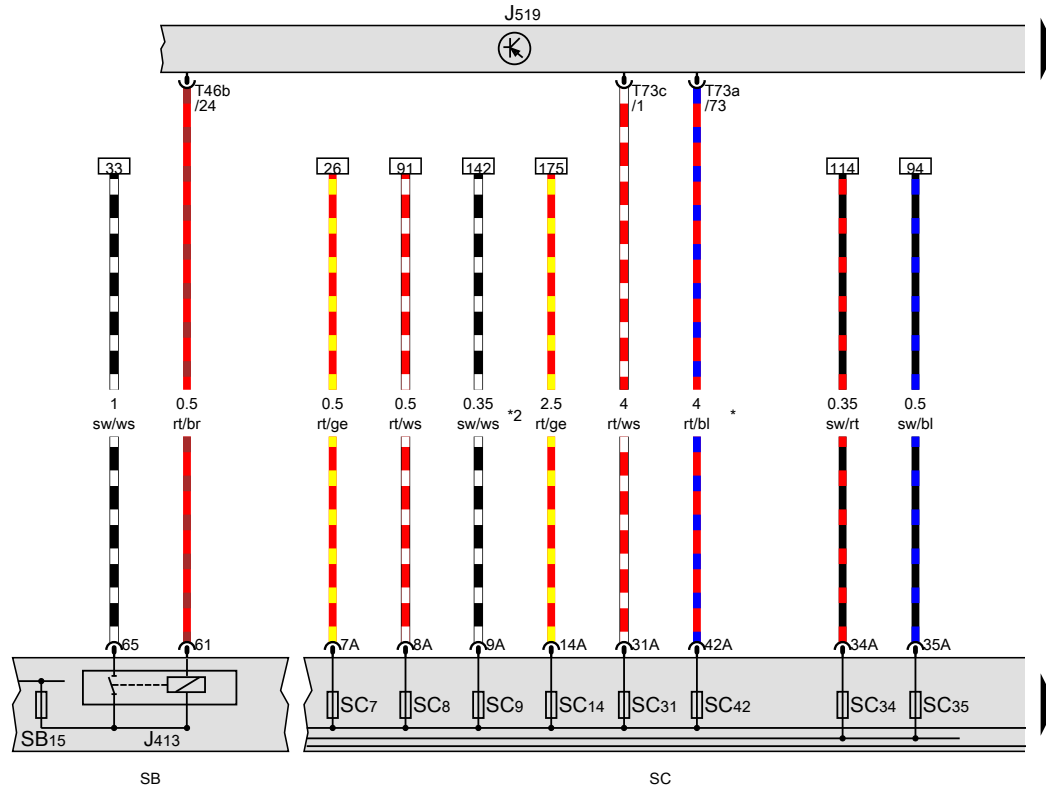 J519
T46b
/24
T73c
/1
T73a
/73
33
26
91
142
175
114
94
1
sw/ws
0.5
rt/br
0.5
rt/ge
0.5
rt/ws
0.35
sw/ws
*2
2.5
rt/ge
4
rt/ws
4
rt/bl
*
0.35
sw/rt
0.5
sw/bl
65
61
7A
8A
9A
14A
31A
42A
34A
35A
SC7
SC8
SC9
SC14
SC31
SC42
SC34
SC35
SB15
J413
SB
SC